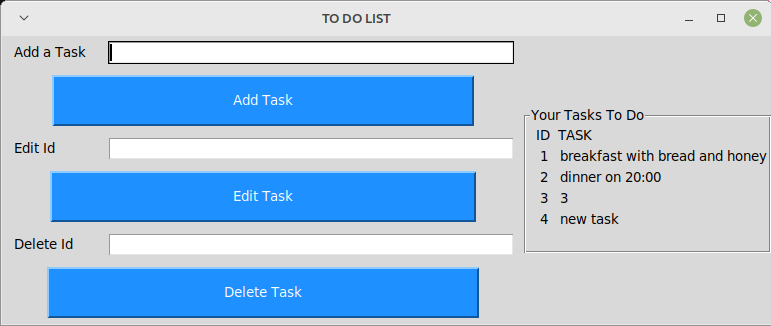 TO DO LIST
Add a Task
Add Task
Edit Id
Edit Task
Delete Id
Delete Task
Your Tasks To Do
ID TASK
1 breakfast with bread and honey
2 dinner on 20:00
3 3
4 new task